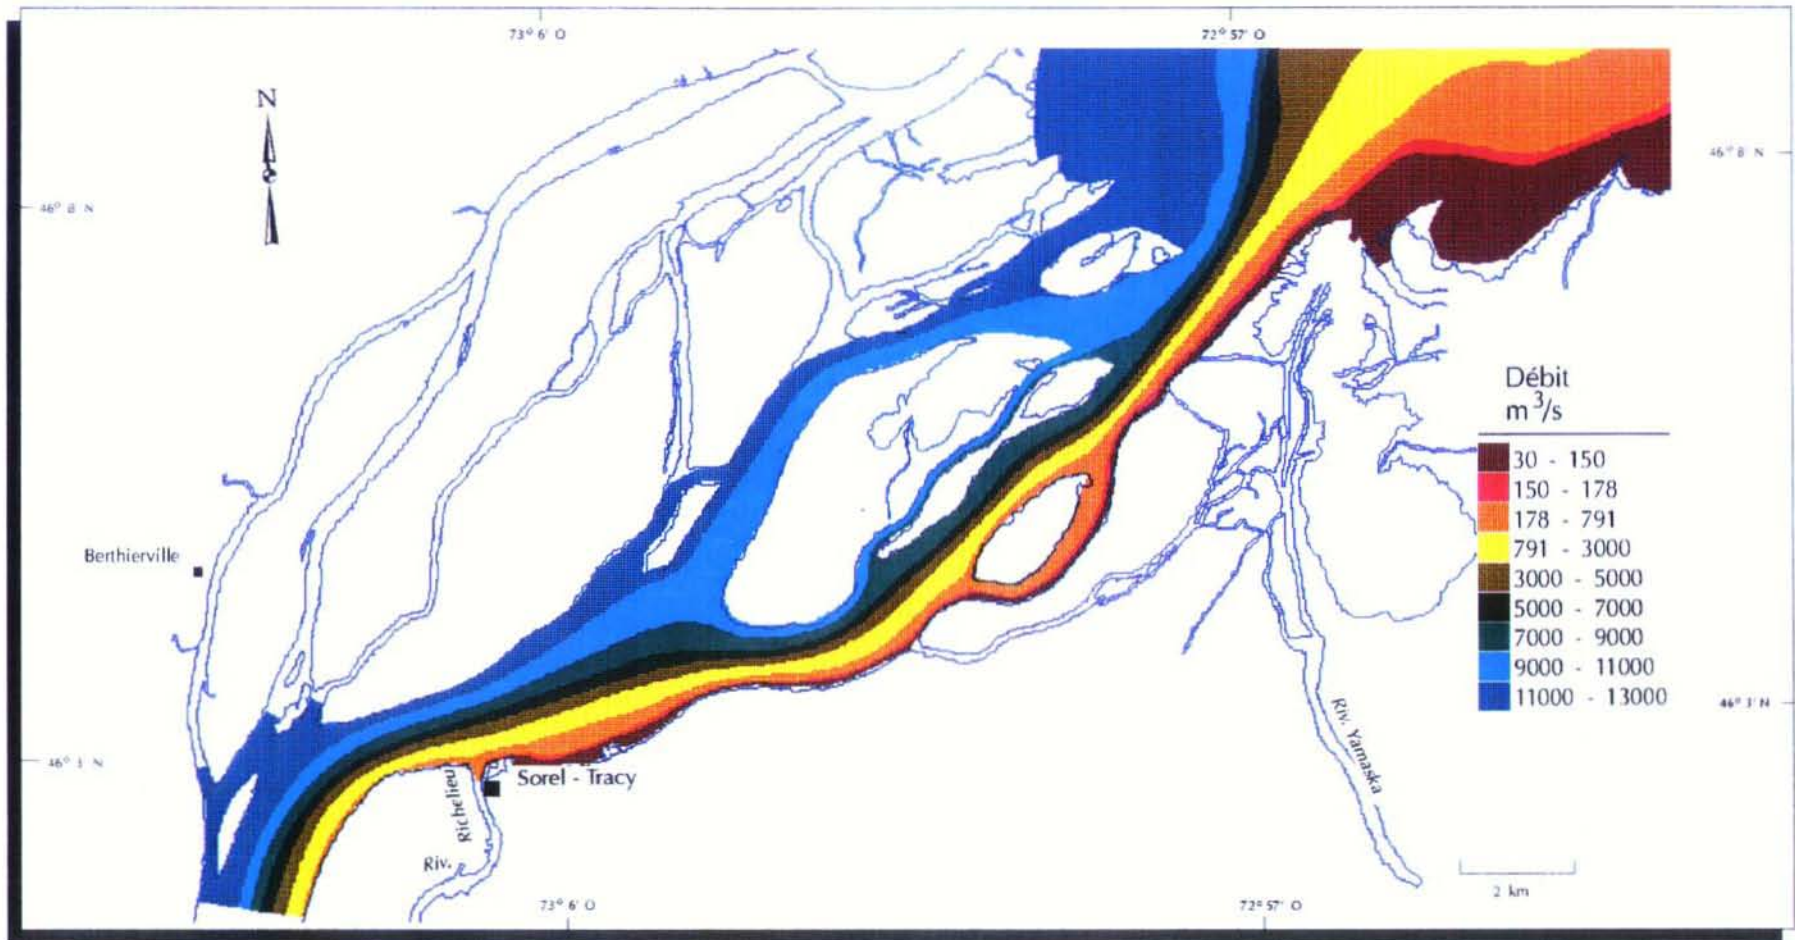 73° 6' O
72° 57' O
N
46° 8' N
46° 8' N
Débit
m³/s
30 - 150
150 - 178
178 - 791
791 - 3000
3000 - 5000
5000 - 7000
7000 - 9000
9000 - 11000
11000 - 13000
Berthierville
46° 3' N
46° 3' N
Sorel - Tracy
Riv. Richelieu
Riv. Yamaska
2 km
73° 6' O
72° 57' O